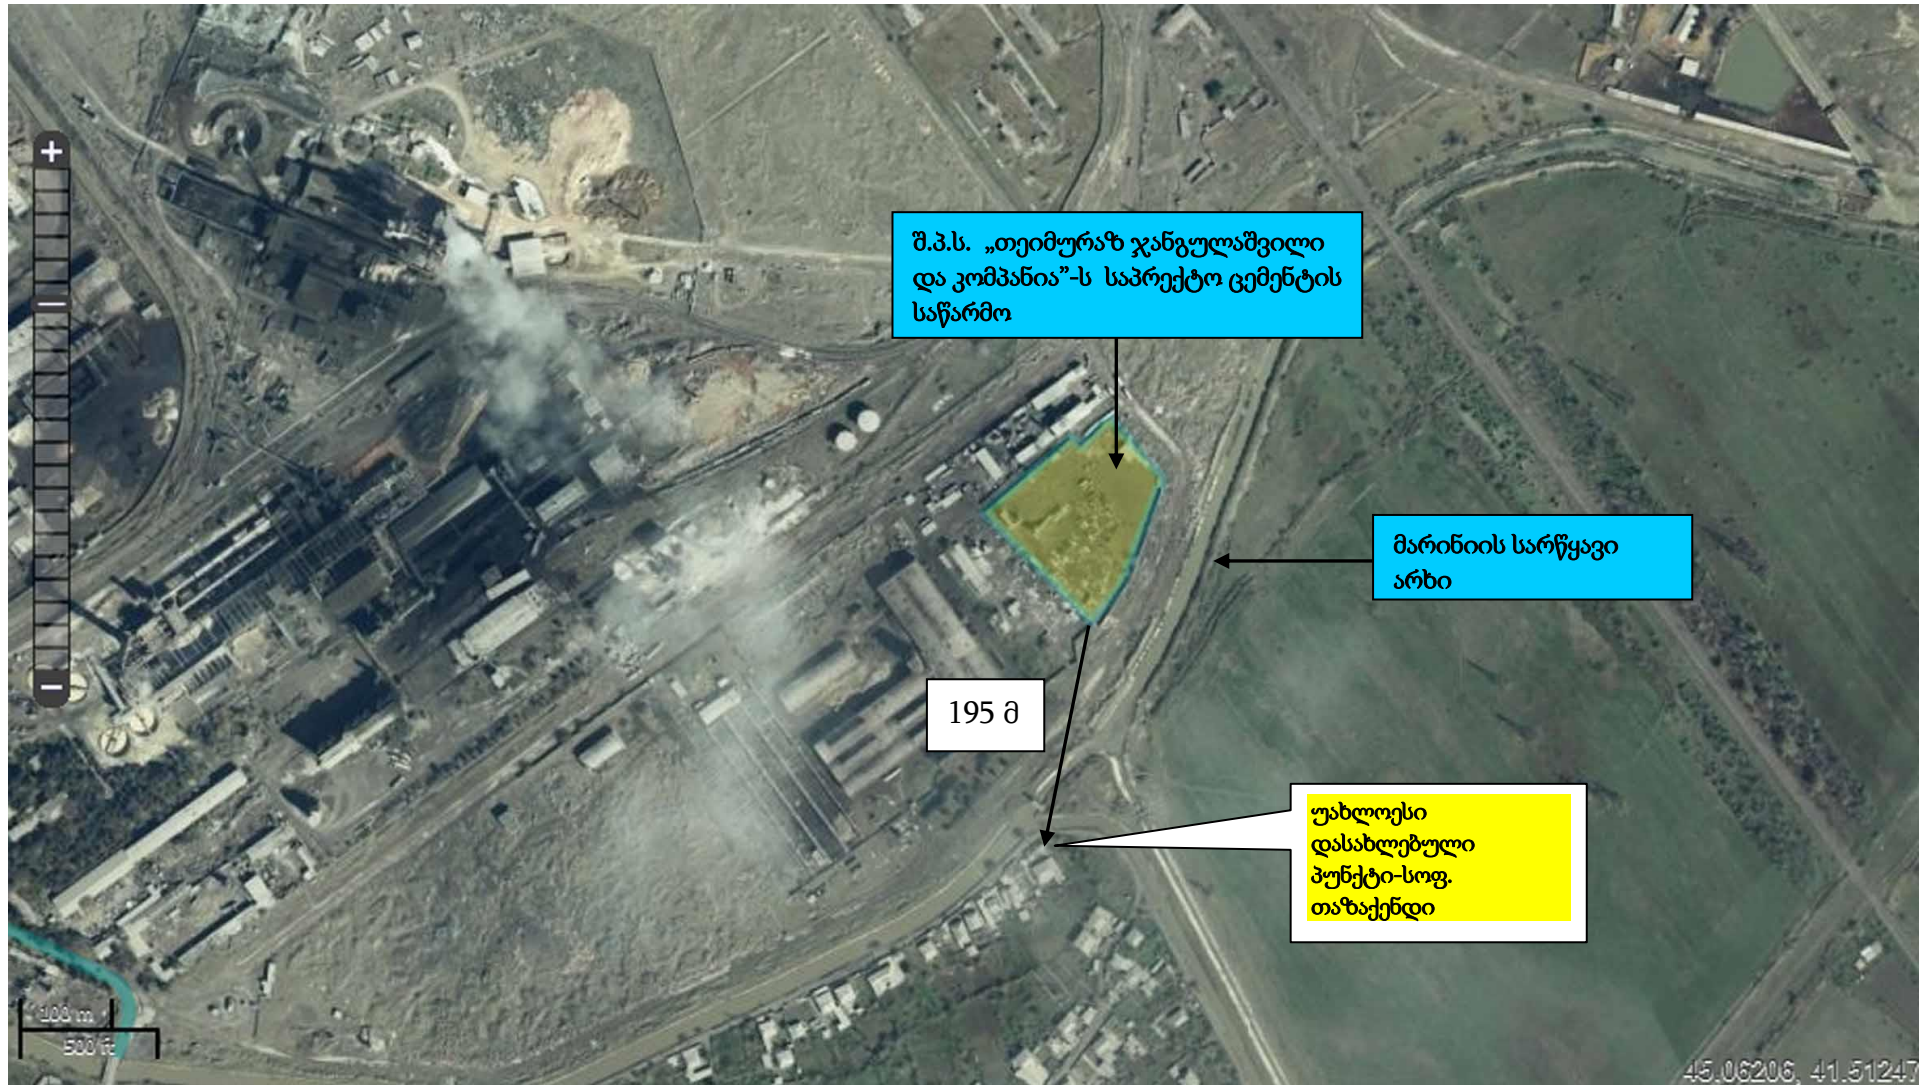 შ.პ.ს. „თეიმურაზ ჯანგულაშვილი
და კომპანია”-ს საპრექტო ცემენტის
საწარმო
მარინიის სარწყავი
არხი
195 მ
უახლოესი
დასახლებული
პუნქტი-სოფ.
თაზაქენდი
100 m
500 ft
45.06206, 41.51247